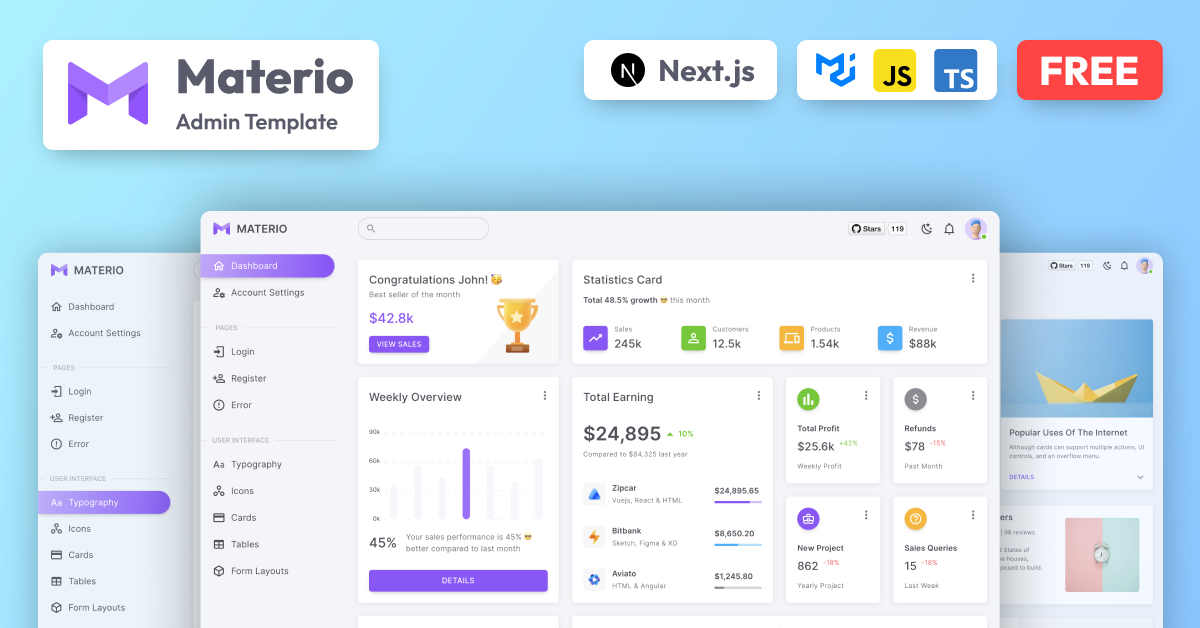 Materio
Admin Template
Next.js
JS
TS
FREE
MATERIO
Dashboard
Account Settings
PAGES
Login
Register
Error
USER INTERFACE
Aa Typography
Icons
Cards
Tables
Form Layouts
MATERIO
Dashboard
Account Settings
PAGES
Login
Register
Error
USER INTERFACE
Aa Typography
Icons
Cards
Tables
Form Layouts
Stars 119
Congratulations John! 🥳
Best seller of the month
$42.8k
VIEW SALES
Statistics Card
Total 48.5% growth 😎 this month
Sales
245k
Customers
12.5k
Products
1.54k
Revenue
$88k
Weekly Overview
90k
60k
30k
0k
45%
Your sales performance is 45% 😎
better compared to last month
DETAILS
Total Earning
$24,895 10%
Compared to $84,325 last year
Zipcar
Vuejs, React & HTML
$24,895.65
Bitbank
Sketch, Figma & XD
$8,650.20
Aviato
HTML & Angular
$1,245.80
Total Profit
$25.6k +42%
Weekly Profit
Refunds
$78 -15%
Past Month
New Project
862 -18%
Yearly Project
Sales Queries
15 -18%
Last Week
Stars 119
Popular Uses Of The Internet
Although cards can support multiple actions, UI
controls, and an overflow menu.
DETAILS
ers
| 98 reviews
States of
e houses,
posed to build.